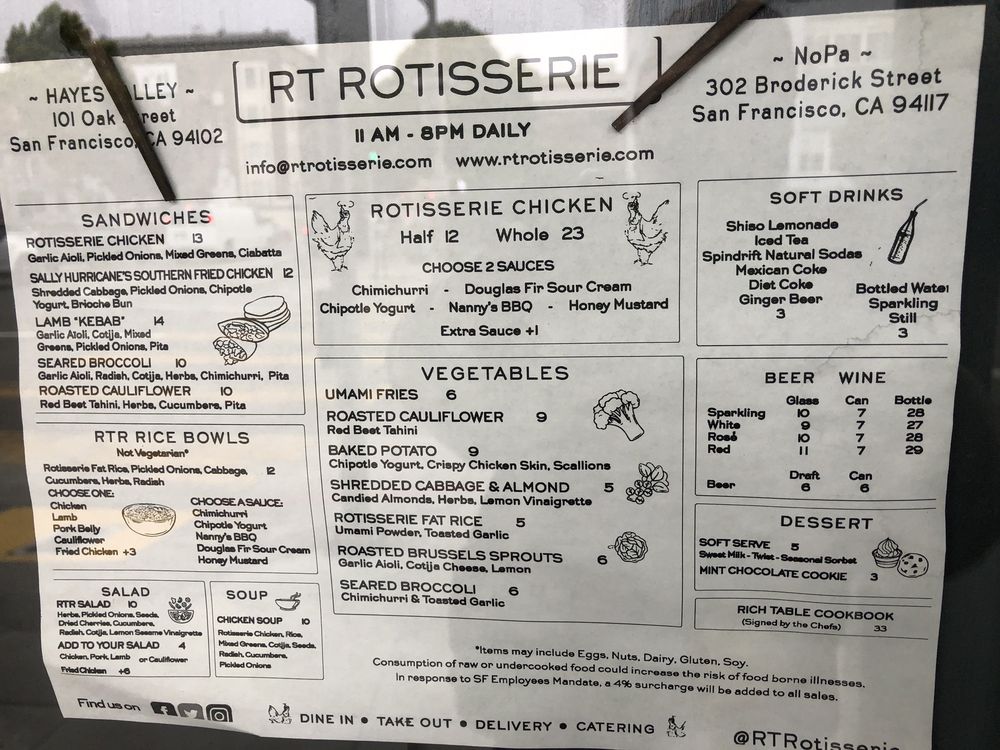 ~ HAYES VALLEY ~
101 Oak Street
San Francisco, CA 94102
RT ROTISSERIE
11 AM - 8PM DAILY
info@rtrotisserie.com www.rtrotisserie.com
~ NoPa ~
302 Broderick Street
San Francisco, CA 94117
SANDWICHES
ROTISSERIE CHICKEN 13
Garlic Aioli, Pickled Onions, Mixed Greens, Ciabatta
SALLY HURRICANE'S SOUTHERN FRIED CHICKEN 12
Shredded Cabbage, Pickled Onions, Chipotle
Yogurt, Brioche Bun
LAMB "KEBAB" 14
Garlic Aioli, Cotija, Mixed
Greens, Pickled Onions, Pita
SEARED BROCCOLI 10
Garlic Aioli, Radish, Cotija, Herbs, Chimichurri, Pita
ROASTED CAULIFLOWER 10
Red Beet Tahini, Herbs, Cucumbers, Pita
RTR RICE BOWLS
Not Vegetarian*
Rotisserie Fat Rice, Pickled Onions, Cabbage, 12
Cucumbers, Herbs, Radish
CHOOSE ONE:
Chicken
Lamb
Pork Belly
Cauliflower
Fried Chicken +3
CHOOSE A SAUCE:
Chimichurri
Chipotle Yogurt
Nanny's BBQ
Douglas Fir Sour Cream
Honey Mustard
SALAD
RTR SALAD 10
Herbs, Pickled Onions, Seeds,
Dried Cherries, Cucumbers,
Radish, Cotija, Lemon Sesame Vinaigrette
ADD TO YOUR SALAD 4
Chicken, Pork, Lamb or Cauliflower
Fried Chicken +6
SOUP
CHICKEN SOUP 10
Rotisserie Chicken, Rice,
Mixed Greens, Cotija, Seeds,
Radish, Cucumbers,
Pickled Onions
ROTISSERIE CHICKEN
Half 12 Whole 23
CHOOSE 2 SAUCES
Chimichurri - Douglas Fir Sour Cream
Chipotle Yogurt - Nanny's BBQ - Honey Mustard
Extra Sauce +1
VEGETABLES
UMAMI FRIES 6
ROASTED CAULIFLOWER 9
Red Beet Tahini
BAKED POTATO 9
Chipotle Yogurt, Crispy Chicken Skin, Scallions
SHREDDED CABBAGE & ALMOND 5
Candied Almonds, Herbs, Lemon Vinaigrette
ROTISSERIE FAT RICE 5
Umami Powder, Toasted Garlic
ROASTED BRUSSELS SPROUTS 6
Garlic Aioli, Cotija Cheese, Lemon
SEARED BROCCOLI 6
Chimichurri & Toasted Garlic
SOFT DRINKS
Shiso Lemonade
Iced Tea
Spindrift Natural Sodas
Mexican Coke
Diet Coke
Ginger Beer
3
Bottled Water
Sparkling
Still
3
BEER WINE
Glass Can Bottle
Sparkling 10 7 28
White 9 7 27
Rosé 10 7 28
Red 11 7 29
Draft Can
Beer 6 6
DESSERT
SOFT SERVE 5
Sweet Milk - Twist - Seasonal Sorbet
MINT CHOCOLATE COOKIE 3
RICH TABLE COOKBOOK
(Signed by the Chefs) 33
*Items may include Eggs, Nuts, Dairy, Gluten, Soy.
Consumption of raw or undercooked food could increase the risk of food borne illnesses.
In response to SF Employees Mandate, a 4% surcharge will be added to all sales.
Find us on
DINE IN • TAKE OUT • DELIVERY • CATERING
@RTRotisserie